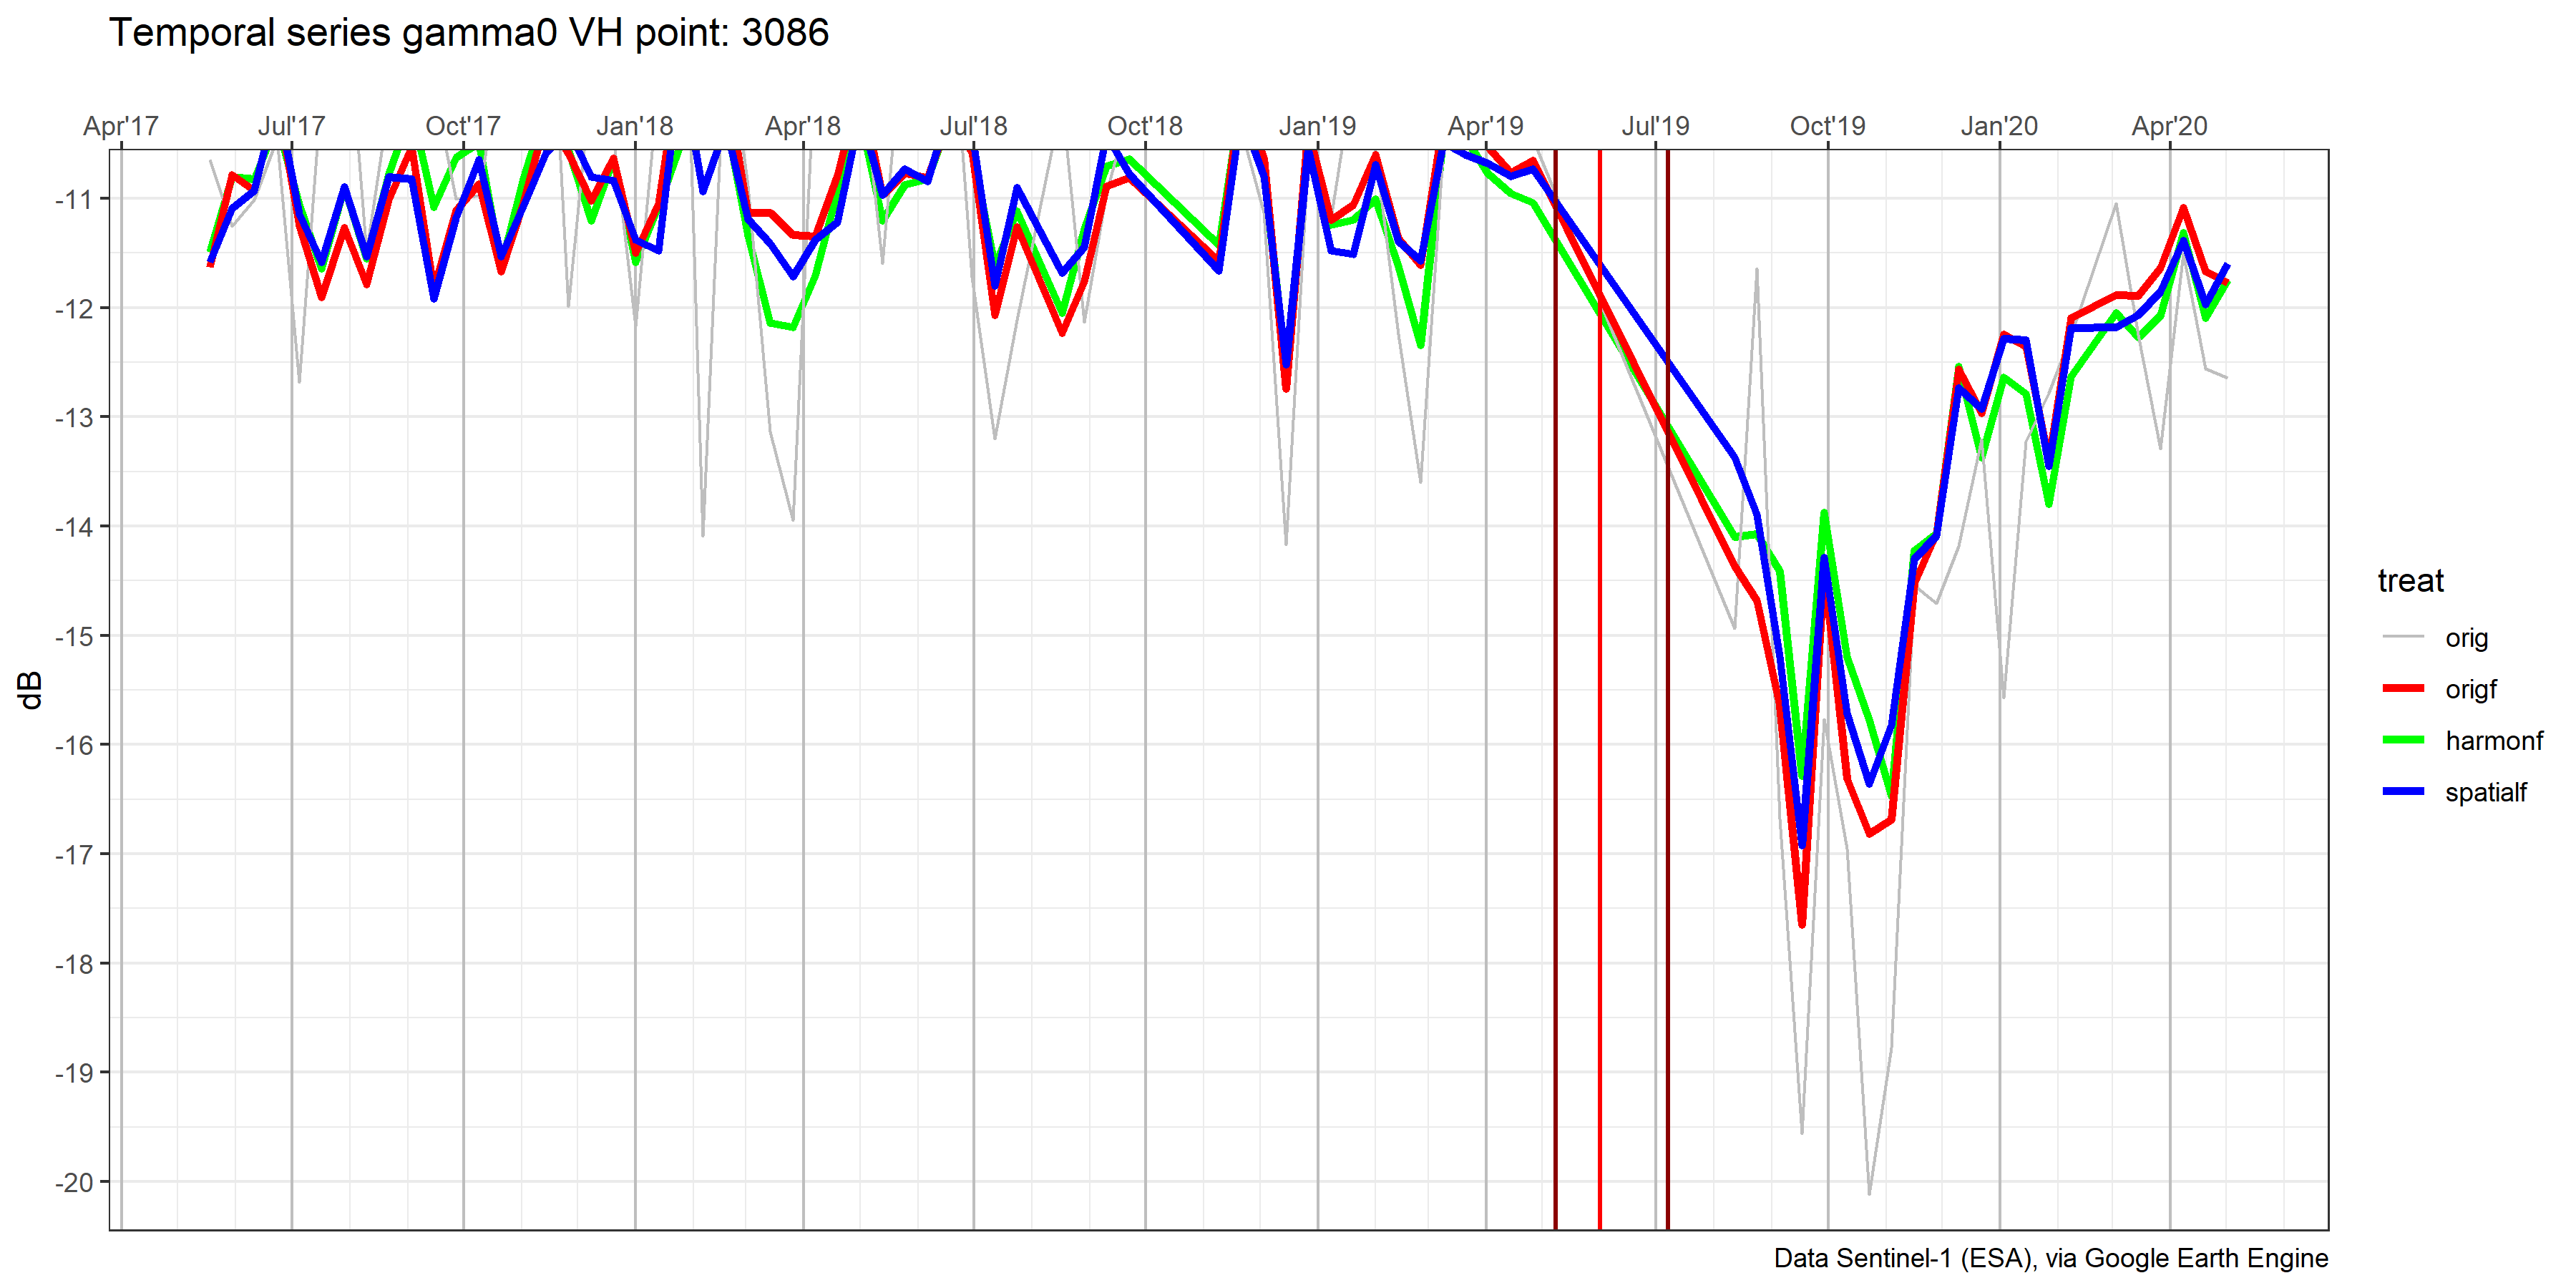 Temporal series gamma0 VH point: 3086
Apr'17 Jul'17 Oct'17 Jan'18 Apr'18 Jul'18 Oct'18 Jan'19 Apr'19 Jul'19 Oct'19 Jan'20 Apr'20
-11
-12
-13
-14
-15
-16
-17
-18
-19
-20
dB
treat
orig
origf
harmonf
spatialf
Data Sentinel-1 (ESA), via Google Earth Engine